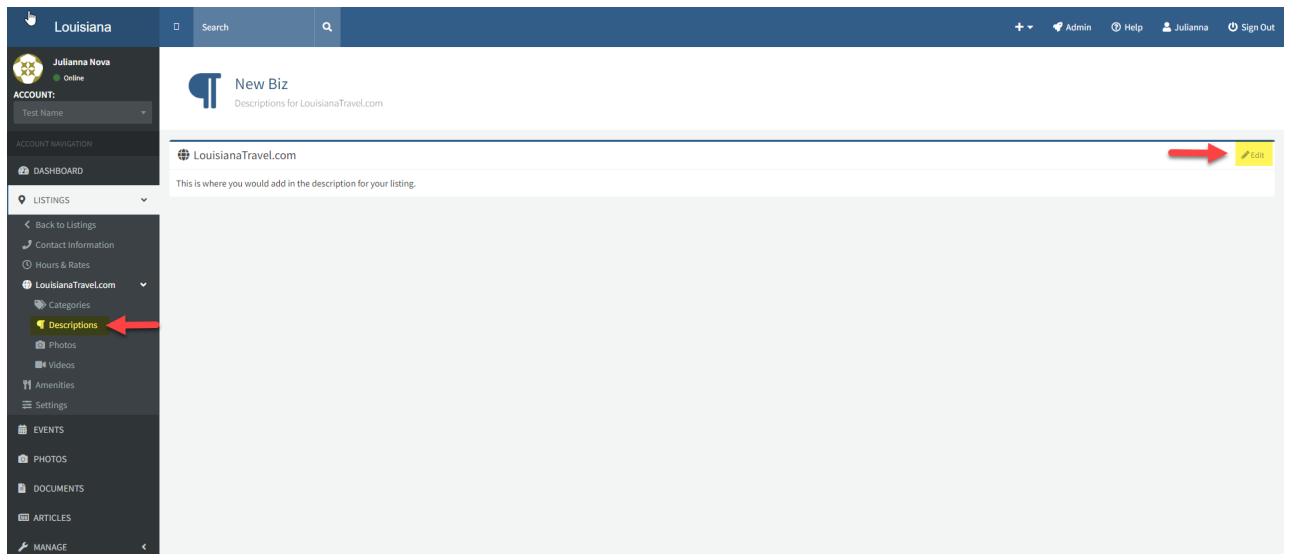 Louisiana
Search
Admin
Help
Julianna
Sign Out
Julianna Nova
Online
ACCOUNT:
Test Name
ACCOUNT NAVIGATION
DASHBOARD
LISTINGS
Back to Listings
Contact Information
Hours & Rates
LouisianaTravel.com
Categories
Descriptions
Photos
Videos
Amenities
Settings
EVENTS
PHOTOS
DOCUMENTS
ARTICLES
MANAGE
New Biz
Descriptions for LouisianaTravel.com
LouisianaTravel.com
Edit
This is where you would add in the description for your listing.